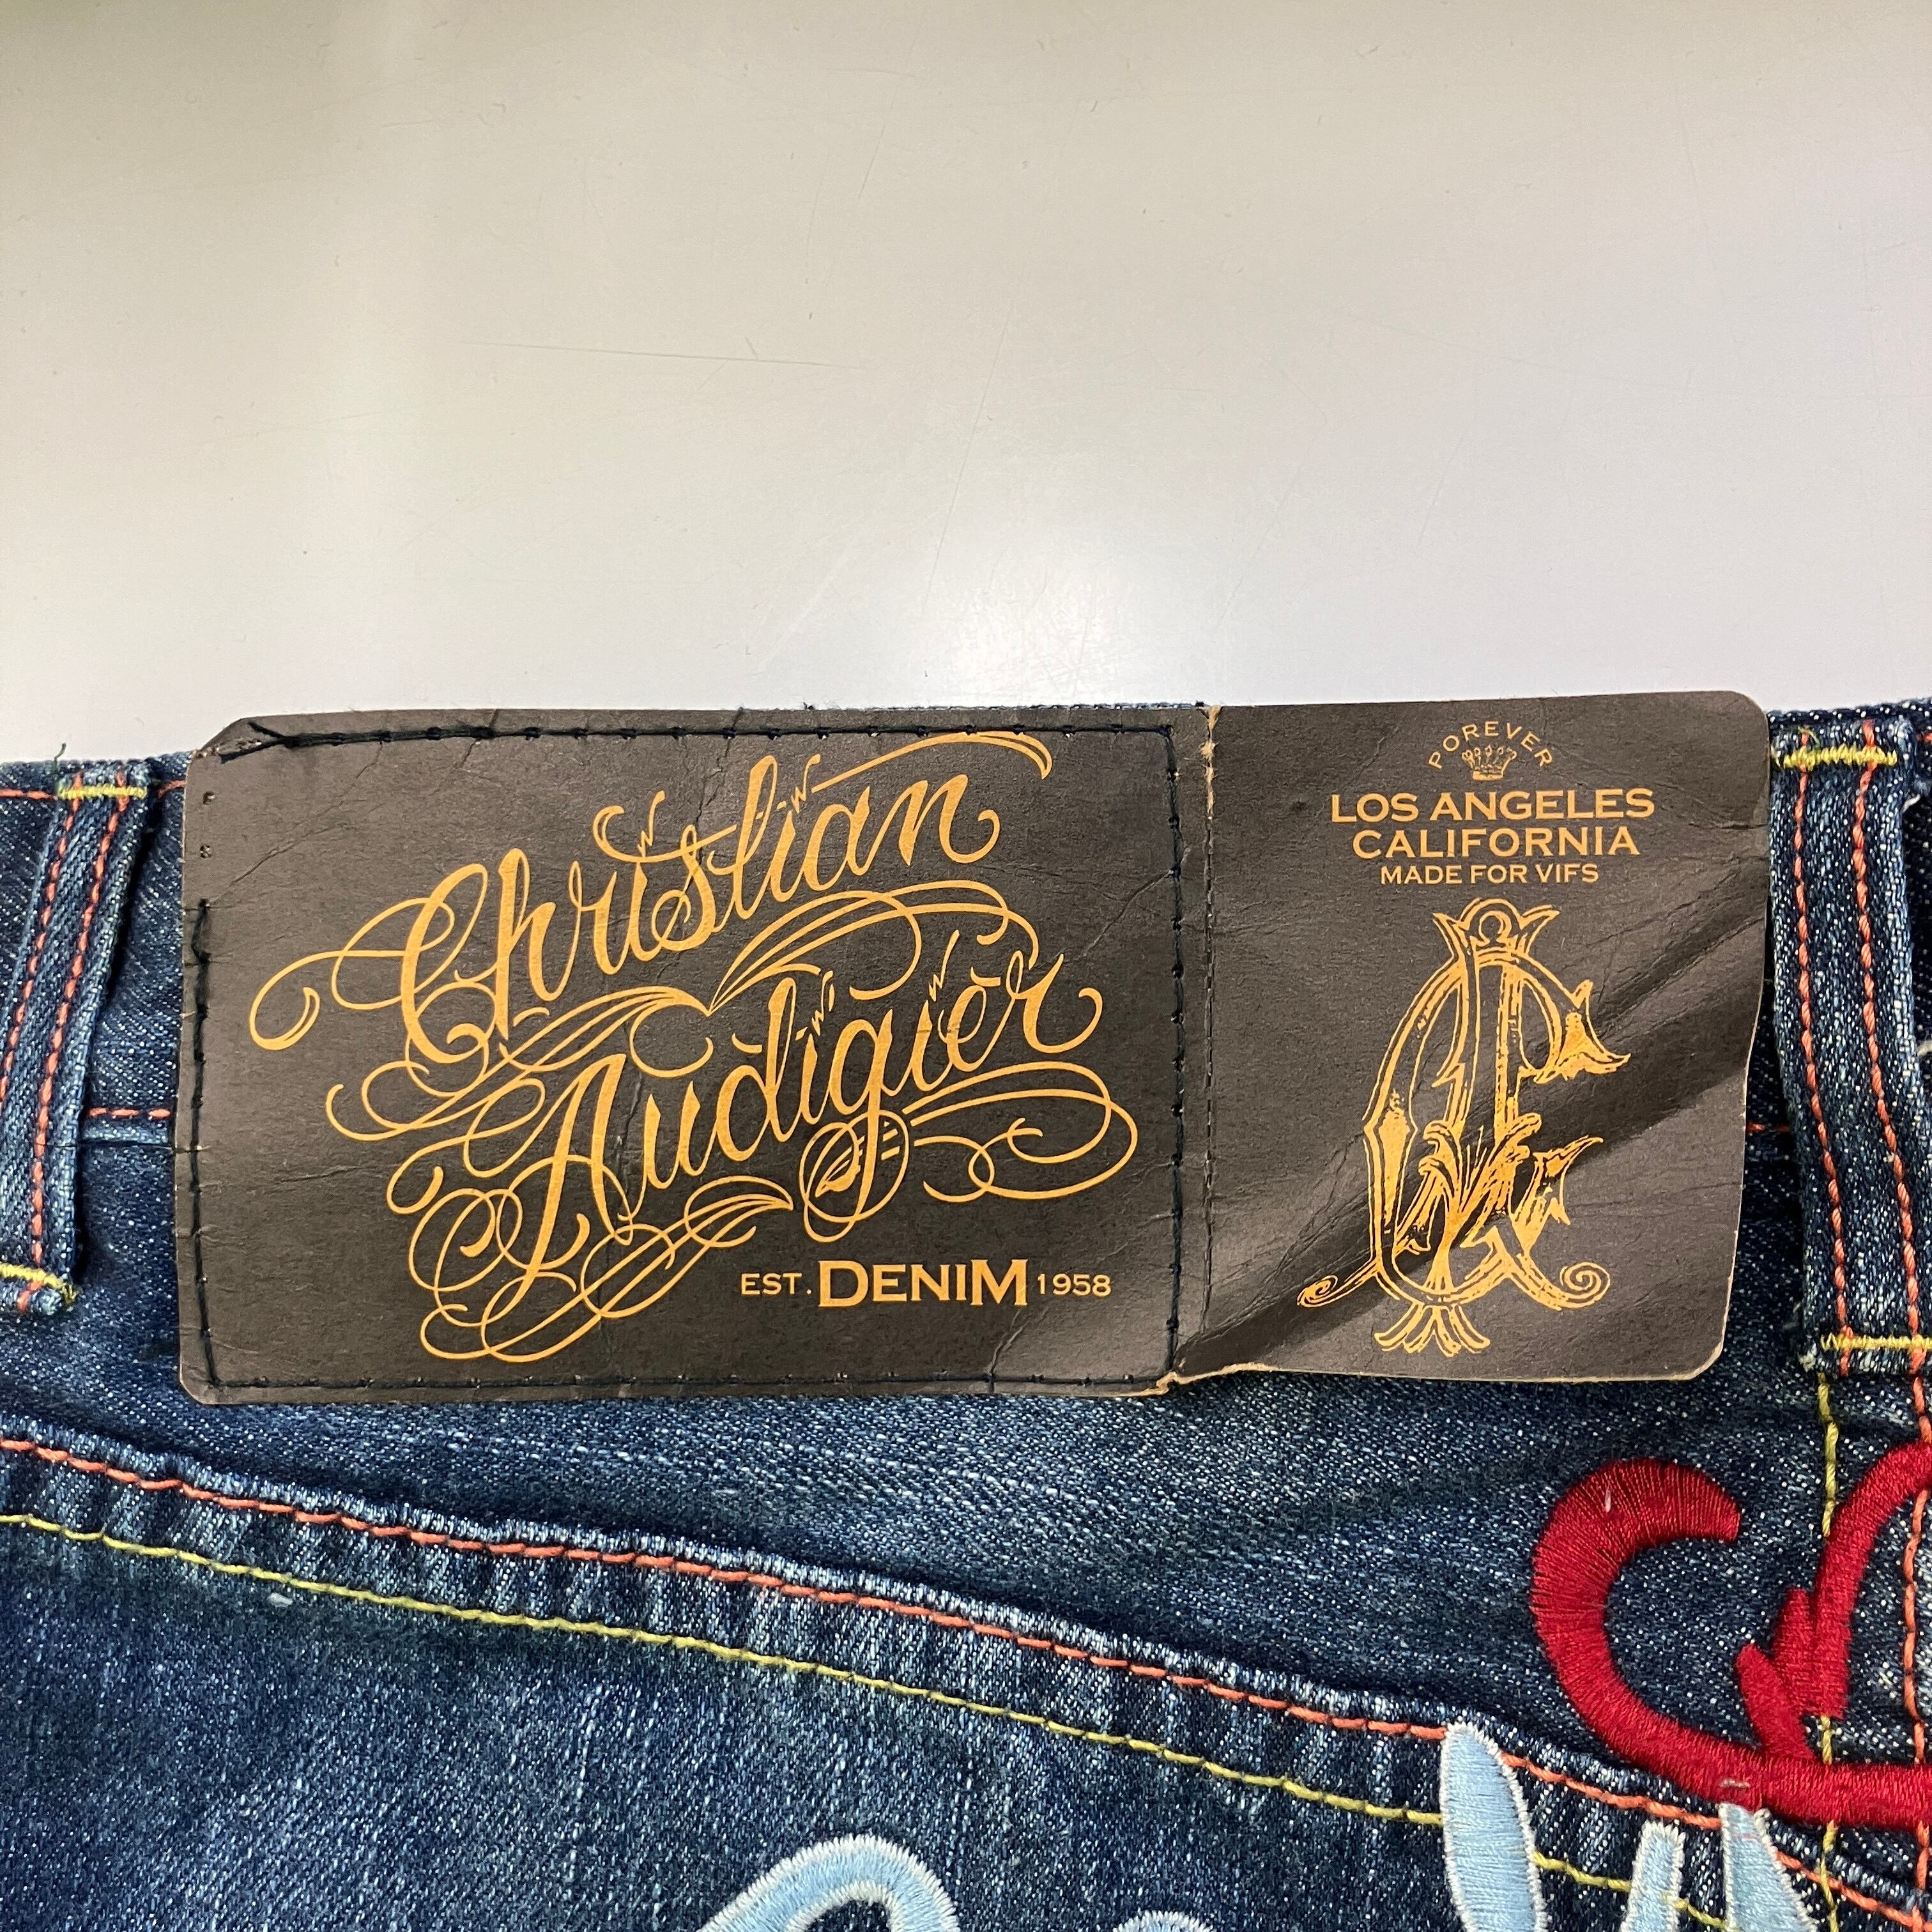 Christian
Audigier
EST. DENIM 1958
POREVER
LOS ANGELES
CALIFORNIA
MADE FOR VIFS